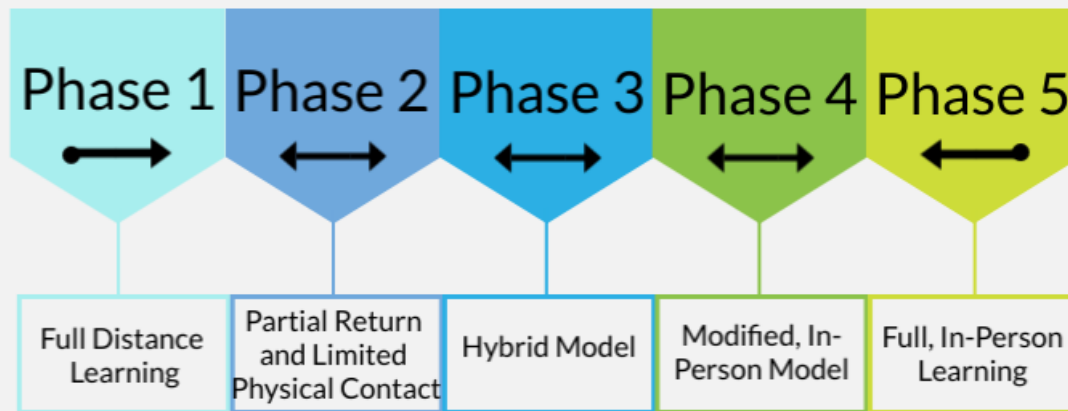 Phase 1
Phase 2
Phase 3
Phase 4
Phase 5
Full Distance
Learning
Partial Return
and Limited
Physical Contact
Hybrid Model
Modified, In-
Person Model
Full, In-Person
Learning